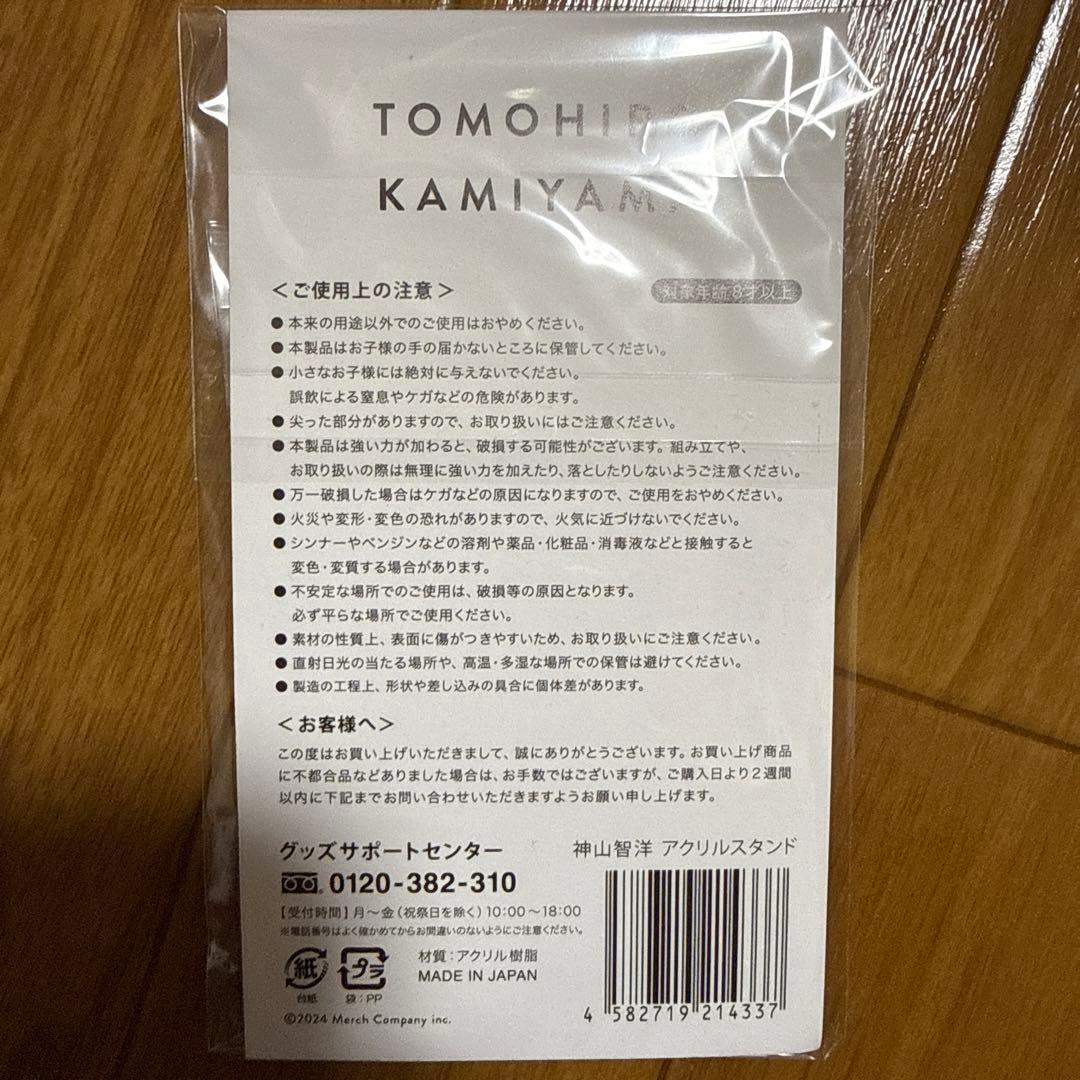 TOMOHIRO
KAMIYAMA
＜ご使用上の注意＞
対象年齢8才以上
●本来の用途以外でのご使用はおやめください。
●本製品はお子様の手の届かないところに保管してください。
●小さなお子様には絶対に与えないでください。
誤飲による窒息やケガなどの危険があります。
●尖った部分がありますので、お取り扱いにはご注意ください。
●本製品は強い力が加わると、破損する可能性がございます。組み立てや、
お取り扱いの際は無理に強い力を加えたり、落としたりしないようご注意ください。
●万一破損した場合はケガなどの原因になりますので、ご使用をおやめください。
●火災や変形・変色の恐れがありますので、火気に近づけないでください。
●シンナーやベンジンなどの溶剤や薬品・化粧品・消毒液などと接触すると
変色・変質する場合があります。
●不安定な場所でのご使用は、破損等の原因となります。
必ず平らな場所でご使用ください。
●素材の性質上、表面に傷がつきやすいため、お取り扱いにご注意ください。
●直射日光の当たる場所や、高温・多湿な場所での保管は避けてください。
●製造の工程上、形状や差し込みの具合に個体差があります。
＜お客様へ＞
この度はお買い上げいただきまして、誠にありがとうございます。お買い上げ商品
に不都合品などありました場合は、お手数ではございますが、ご購入日より2週間
以内に下記までお問い合わせいただきますようお願い申し上げます。
グッズサポートセンター
0120-382-310
【受付時間】月～金（祝祭日を除く）10:00～18:00
※電話番号はよく確かめてからお間違いのないようにご注意ください。
神山智洋 アクリルスタンド
紙
台紙
プラ
袋：PP
材質：アクリル樹脂
MADE IN JAPAN
©2024 Merch Company inc.
4 582719 214337